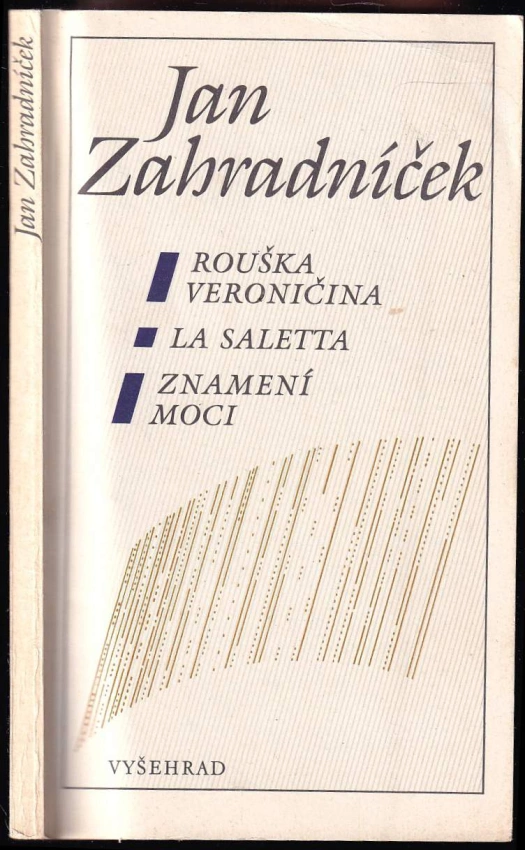 Jan Zahradníček
Jan
Zahradníček
ROUŠKA
VERONIČINA
LA SALETTA
ZNAMENÍ
MOCI
VYŠEHRAD